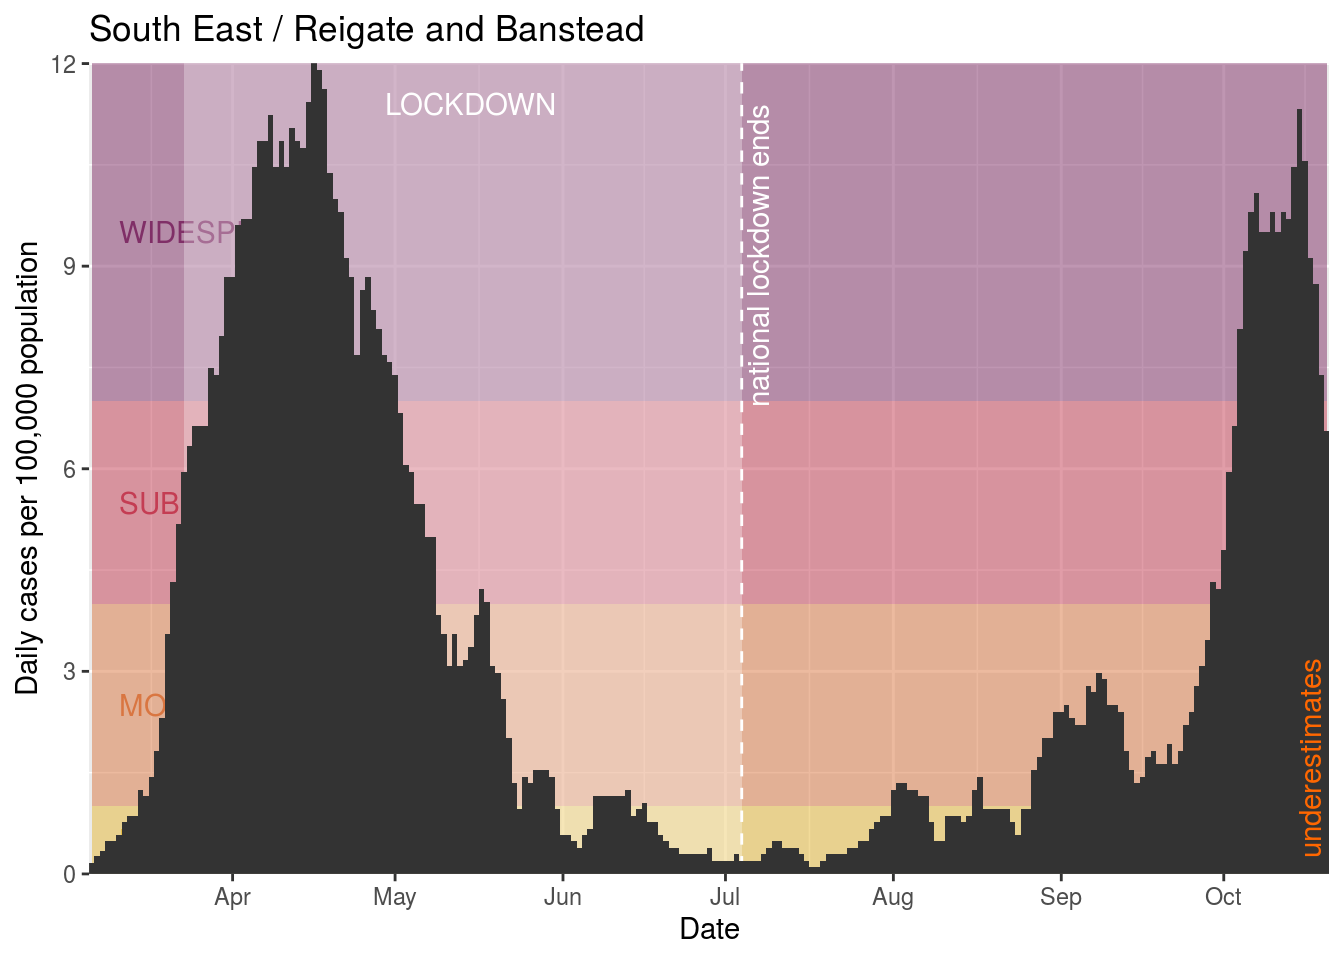 South East / Reigate and Banstead
12
9
6
3
0
Daily cases per 100,000 population
LOCKDOWN
national lockdown ends
WIDESP
SUB
MO
underestimates
Apr
May
Jun
Jul
Aug
Sep
Oct
Date